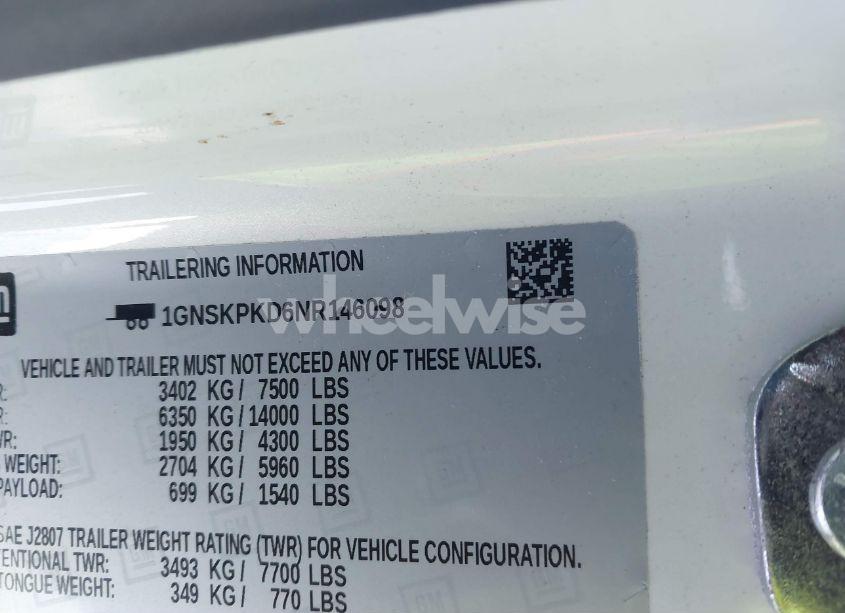 TRAILERING INFORMATION
1GNSKPKD6NR146098
wheelwise
VEHICLE AND TRAILER MUST NOT EXCEED ANY OF THESE VALUES.
R: 3402 KG/ 7500 LBS
R: 6350 KG/14000 LBS
WR: 1950 KG/ 4300 LBS
WEIGHT: 2704 KG/ 5960 LBS
PAYLOAD: 699 KG/ 1540 LBS
SAE J2807 TRAILER WEIGHT RATING (TWR) FOR VEHICLE CONFIGURATION.
ENTIONAL TWR: 3493 KG/ 7700 LBS
TONGUE WEIGHT: 349 KG/ 770 LBS